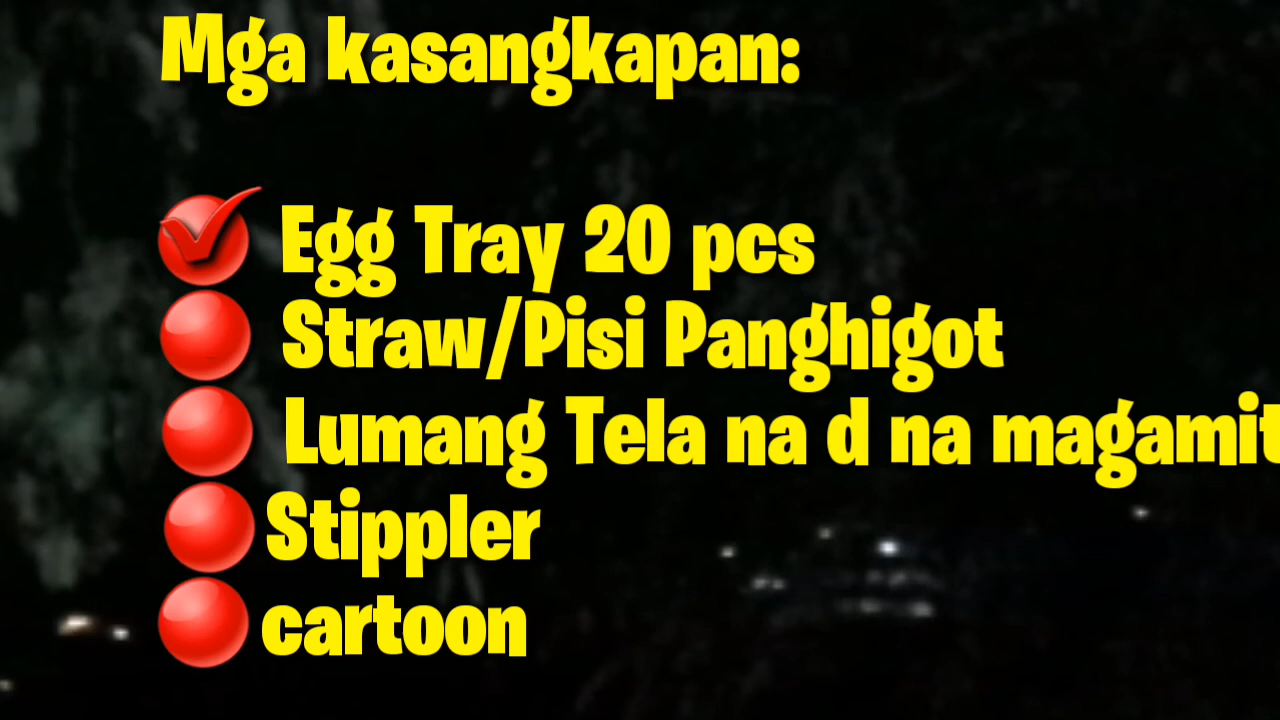 Mga kasangkapan:
Egg Tray 20 pcs
Straw/Pisi Panghigot
Lumang Tela na d na magamit
Stippler
cartoon